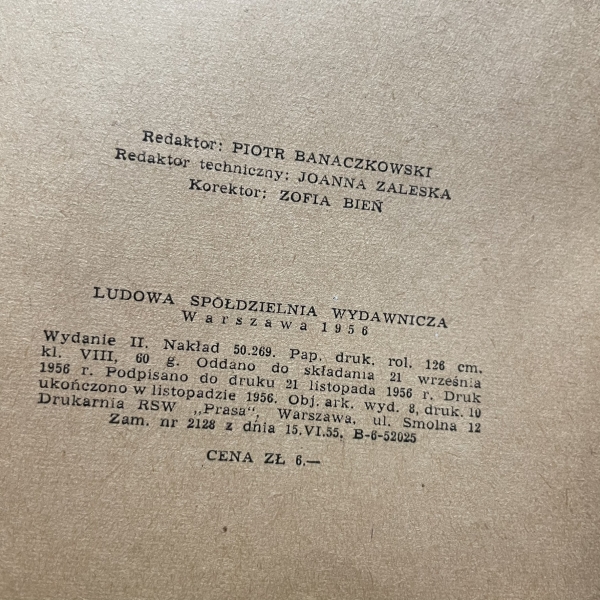 Redaktor: PIOTR BANACZKOWSKI
Redaktor techniczny: JOANNA ZALESKA
Korektor: ZOFIA BIEŃ
LUDOWA SPÓŁDZIELNIA WYDAWNICZA
Warszawa 1956
Wydanie II. Nakład 50.269. Pap. druk. rol. 126 cm.
kl. VIII, 60 g. Oddano do składania 21 września
1956 r. Podpisano do druku 21 listopada 1956 r. Druk
ukończono w listopadzie 1956. Obj. ark. wyd. 8, druk. 10
Drukarnia RSW „Prasa", Warszawa, ul. Smolna 12
Zam. nr 2128 z dnia 15.VI.55. B-6-52025
CENA ZŁ 6.—